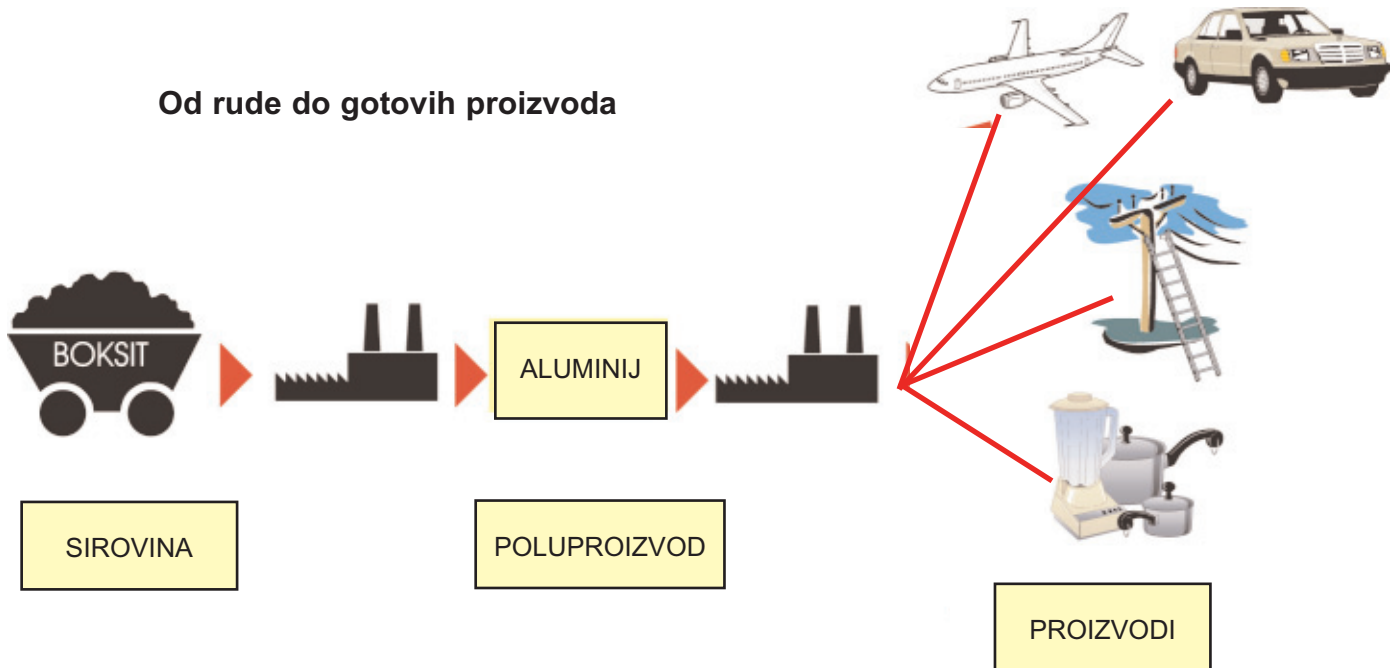 Od rude do gotovih proizvoda
BOKSIT
ALUMINIJ
SIROVINA
POLUPROIZVOD
PROIZVODI